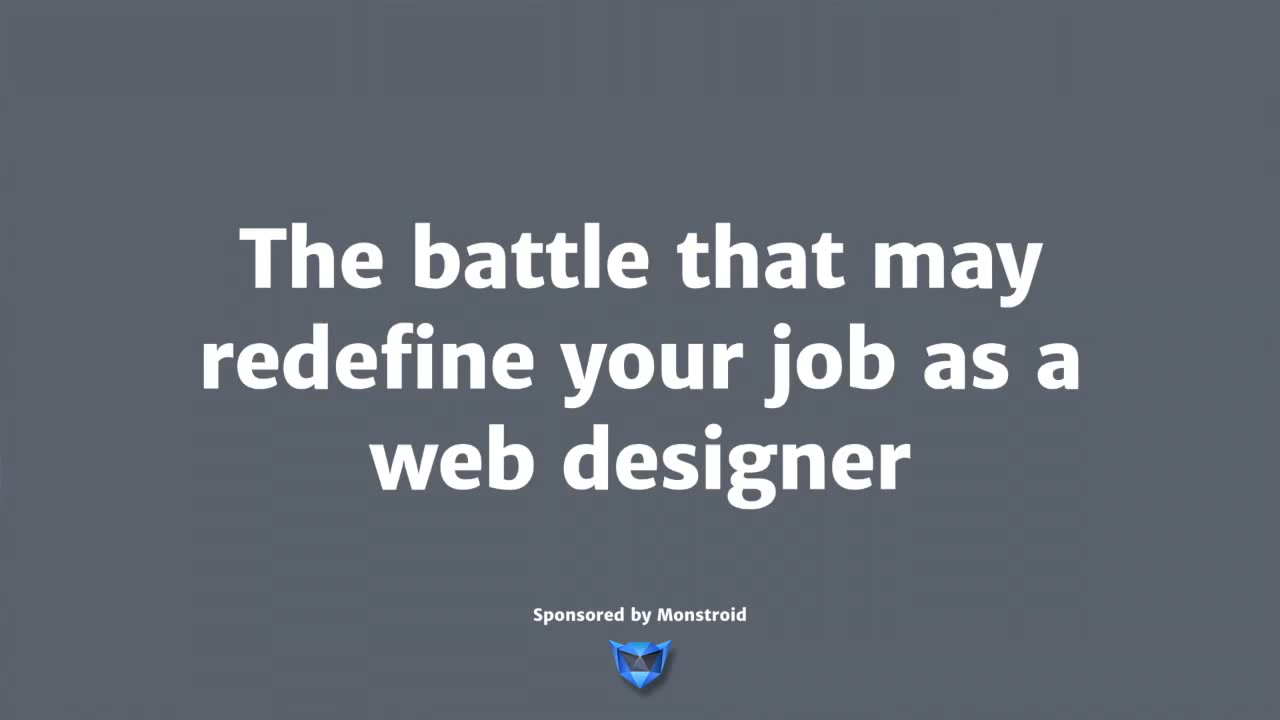 The battle that may
redefine your job as a
web designer
Sponsored by Monstroid